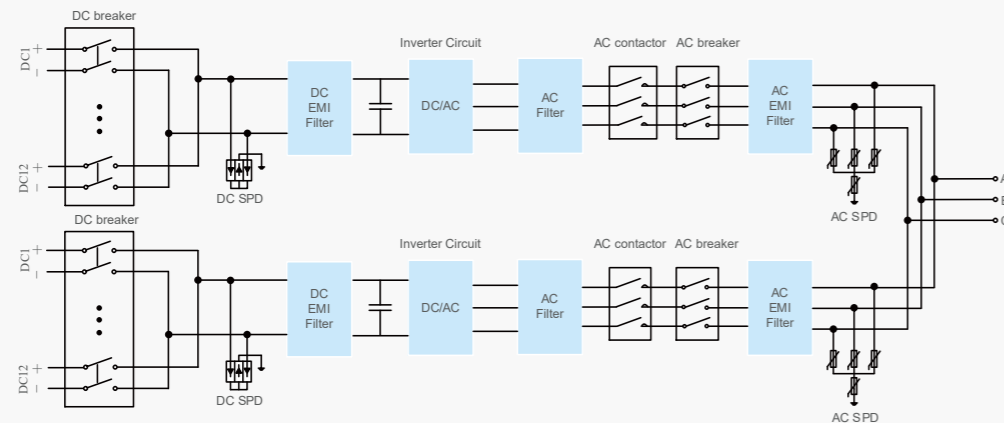 DC breaker
DC1 + −
DC12 + −
DC SPD
DC
EMI
Filter
Inverter Circuit
DC/AC
AC
Filter
AC contactor
AC breaker
AC
EMI
Filter
AC SPD
A
DC breaker
DC1 + −
DC12 + −
DC SPD
DC
EMI
Filter
Inverter Circuit
DC/AC
AC
Filter
AC contactor
AC breaker
AC
EMI
Filter
AC SPD